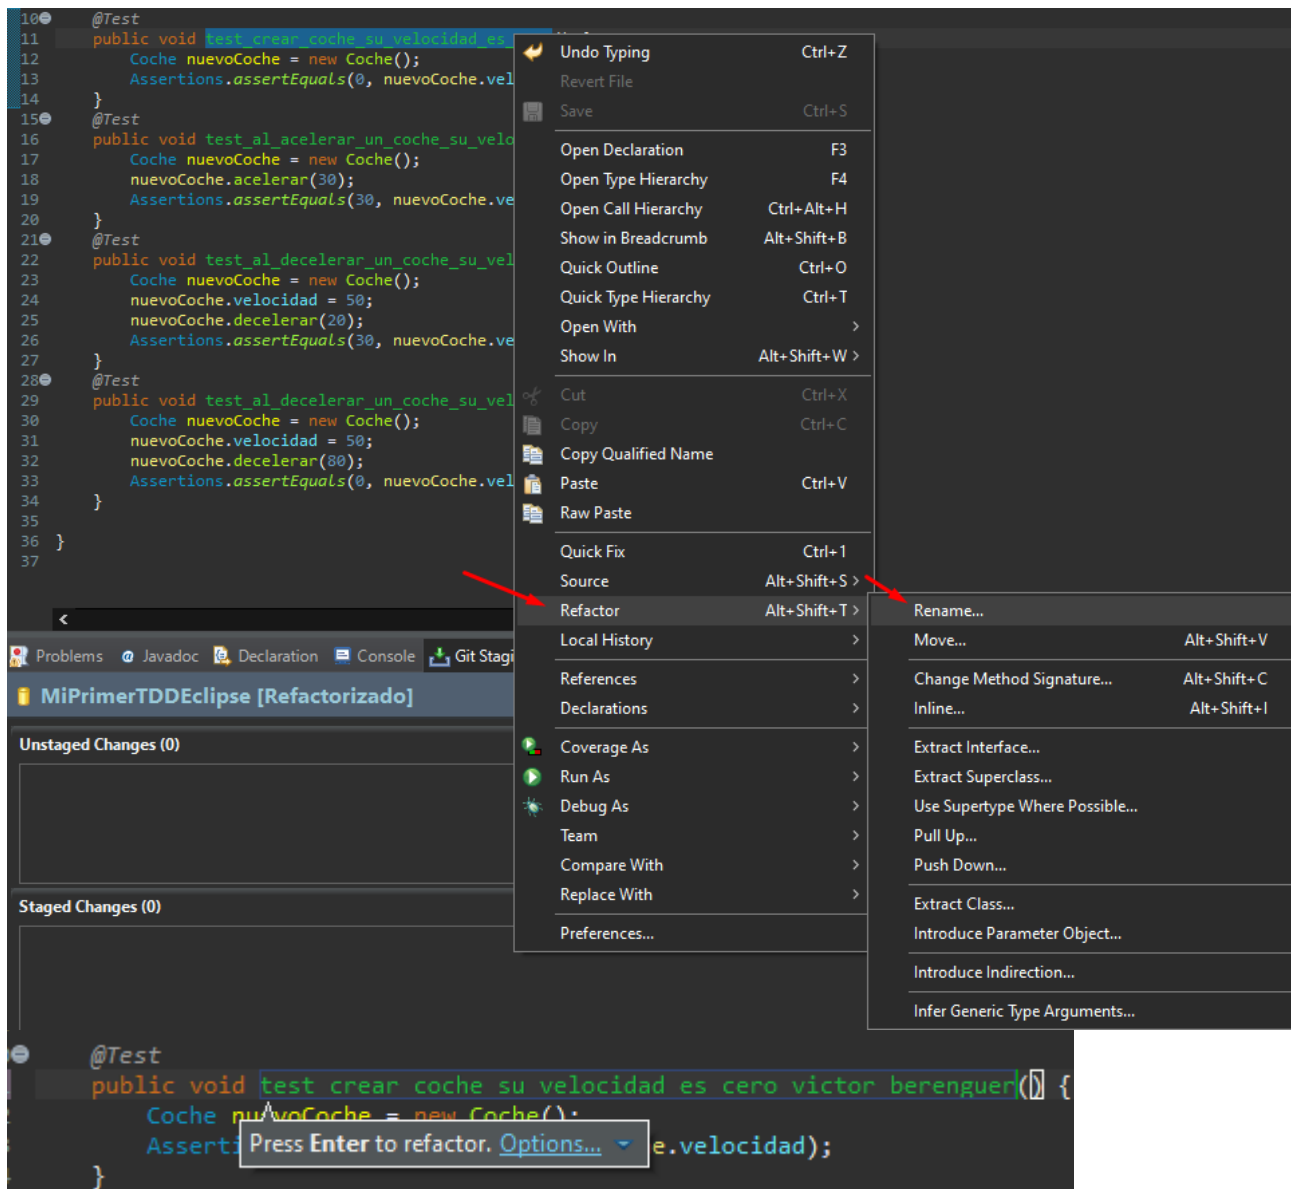 10 @Test
11 public void test_crear_coche_su_velocidad_es_
12 Coche nuevoCoche = new Coche();
13 Assertions.assertEquals(0, nuevoCoche.vel
14 }
15 @Test
16 public void test_al_acelerar_un_coche_su_velo
17 Coche nuevoCoche = new Coche();
18 nuevoCoche.acelerar(30);
19 Assertions.assertEquals(30, nuevoCoche.ve
20 }
21 @Test
22 public void test_al_decelerar_un_coche_su_vel
23 Coche nuevoCoche = new Coche();
24 nuevoCoche.velocidad = 50;
25 nuevoCoche.decelerar(20);
26 Assertions.assertEquals(30, nuevoCoche.ve
27 }
28 @Test
29 public void test_al_decelerar_un_coche_su_vel
30 Coche nuevoCoche = new Coche();
31 nuevoCoche.velocidad = 50;
32 nuevoCoche.decelerar(80);
33 Assertions.assertEquals(0, nuevoCoche.vel
34 }
35
36 }
37
Undo Typing Ctrl+Z
Revert File
Save Ctrl+S
Open Declaration F3
Open Type Hierarchy F4
Open Call Hierarchy Ctrl+Alt+H
Show in Breadcrumb Alt+Shift+B
Quick Outline Ctrl+O
Quick Type Hierarchy Ctrl+T
Open With >
Show In Alt+Shift+W >
Cut Ctrl+X
Copy Ctrl+C
Copy Qualified Name
Paste Ctrl+V
Raw Paste
Quick Fix Ctrl+1
Source Alt+Shift+S >
Refactor Alt+Shift+T >
Local History >
References >
Declarations >
Coverage As >
Run As >
Debug As >
Team >
Compare With >
Replace With >
Preferences...
Rename...
Move... Alt+Shift+V
Change Method Signature... Alt+Shift+C
Inline... Alt+Shift+I
Extract Interface...
Extract Superclass...
Use Supertype Where Possible...
Pull Up...
Push Down...
Extract Class...
Introduce Parameter Object...
Introduce Indirection...
Infer Generic Type Arguments...
Problems @ Javadoc Declaration Console Git Stagi
MiPrimerTDDEclipse [Refactorizado]
Unstaged Changes (0)
Staged Changes (0)
@Test
public void test crear coche su velocidad es cero victor berenguer() {
Coche nuevoCoche = new Coche();
Asserti e.velocidad);
Press Enter to refactor. Options...
}